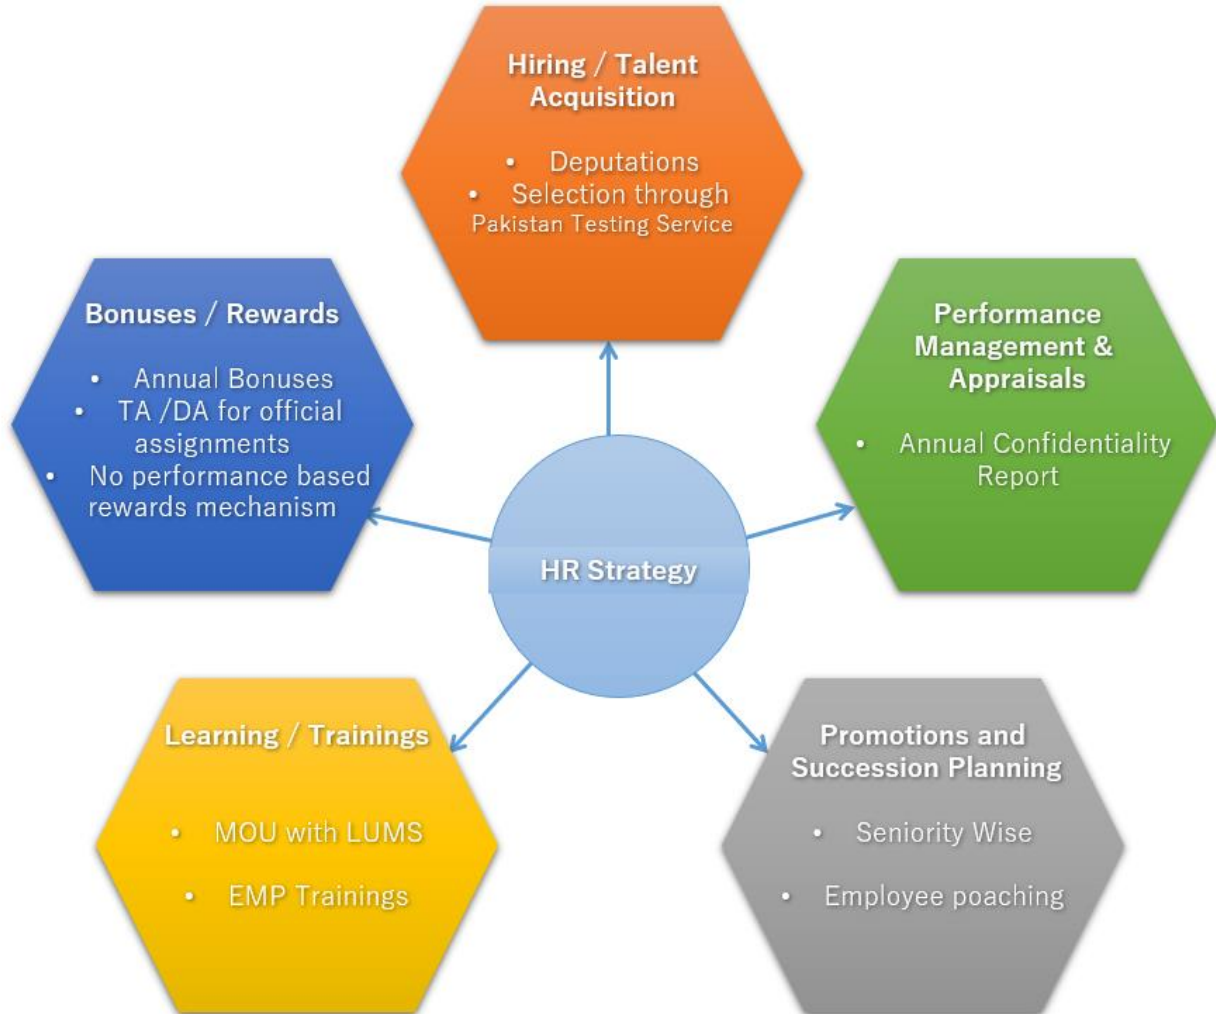 Hiring / Talent
Acquisition
• Deputations
• Selection through
Pakistan Testing Service
Bonuses / Rewards
• Annual Bonuses
• TA /DA for official
assignments
• No performance based
rewards mechanism
Performance
Management &
Appraisals
• Annual Confidentiality
Report
HR Strategy
Learning / Trainings
• MOU with LUMS
• EMP Trainings
Promotions and
Succession Planning
• Seniority Wise
• Employee poaching